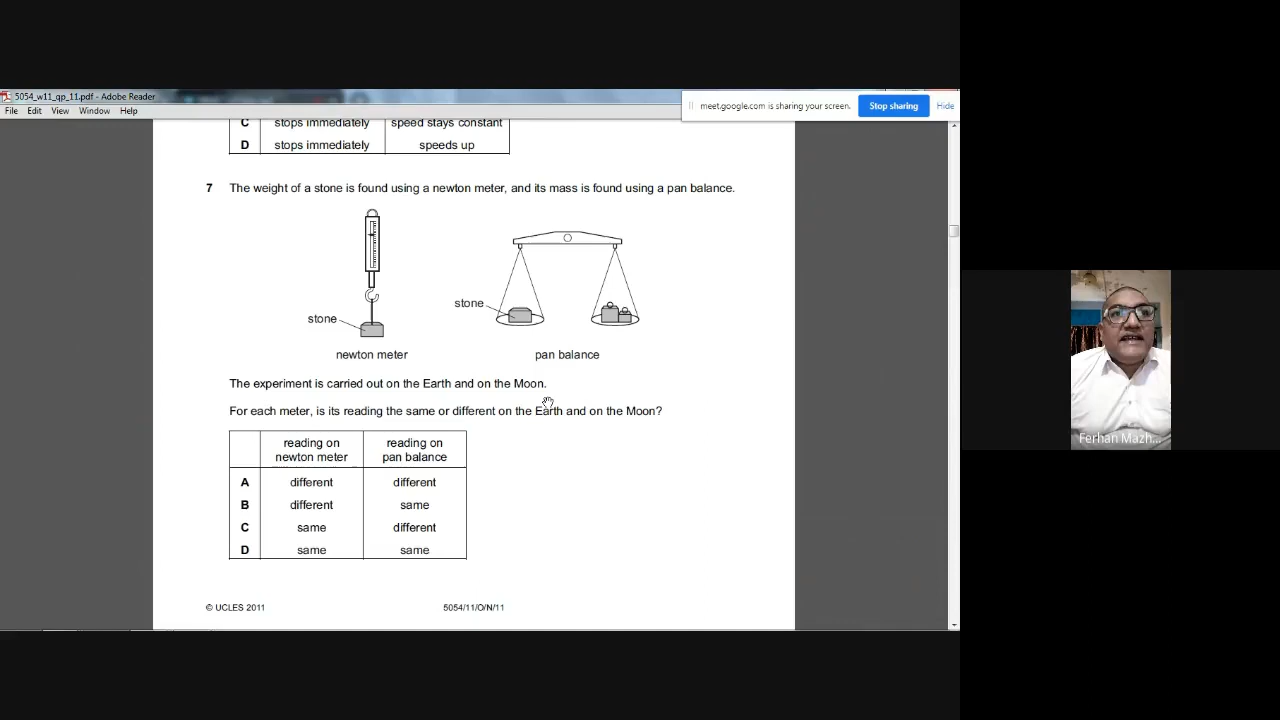 5054_w11_qp_11.pdf - Adobe Reader
File Edit View Window Help
meet.google.com is sharing your screen. Stop sharing Hide
C stops immediately speed stays constant
D stops immediately speeds up
7 The weight of a stone is found using a newton meter, and its mass is found using a pan balance.
stone
stone
newton meter pan balance
The experiment is carried out on the Earth and on the Moon.
For each meter, is its reading the same or different on the Earth and on the Moon?
reading on reading on
newton meter pan balance
A different different
B different same
C same different
D same same
© UCLES 2011 5054/11/O/N/11
Ferhan Mazh...